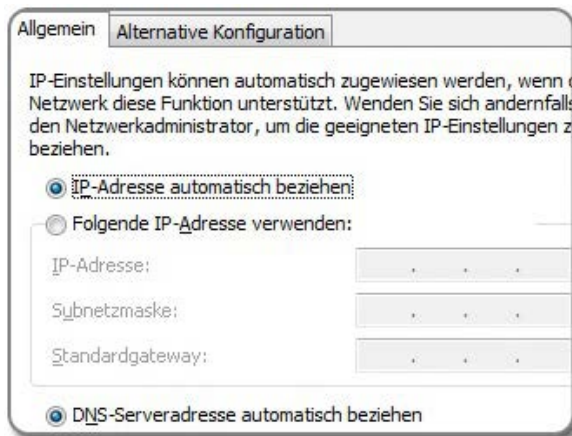 Allgemein
Alternative Konfiguration
IP-Einstellungen können automatisch zugewiesen werden, wenn
Netzwerk diese Funktion unterstützt. Wenden Sie sich andernfalls
den Netzwerkadministrator, um die geeigneten IP-Einstellungen
beziehen.
IP-Adresse automatisch beziehen
Folgende IP-Adresse verwenden:
IP-Adresse:
Subnetzmaske:
Standardgateway:
DNS-Serveradresse automatisch beziehen